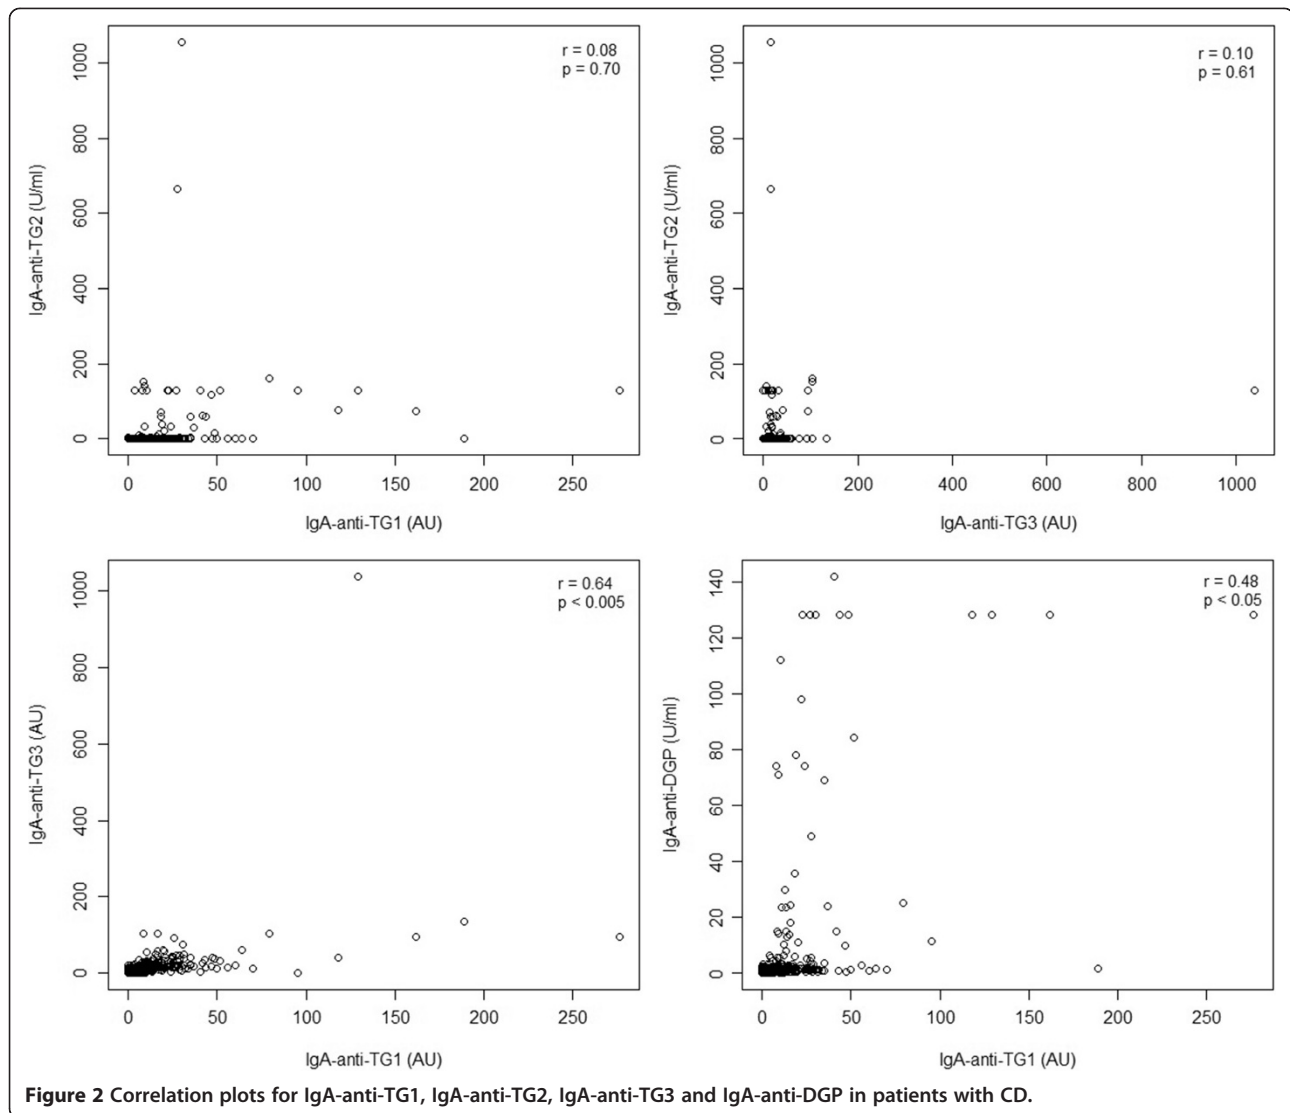 r = 0.08
p = 0.70
IgA-anti-TG2 (U/ml)
1000
800
600
400
200
0
0 50 100 150 200 250
IgA-anti-TG1 (AU)
r = 0.10
p = 0.61
IgA-anti-TG2 (U/ml)
1000
800
600
400
200
0
0 200 400 600 800 1000
IgA-anti-TG3 (AU)
r = 0.64
p < 0.005
IgA-anti-TG3 (AU)
1000
800
600
400
200
0
0 50 100 150 200 250
IgA-anti-TG1 (AU)
r = 0.48
p < 0.05
IgA-anti-DGP (U/ml)
140
120
100
80
60
40
20
0
0 50 100 150 200 250
IgA-anti-TG1 (AU)
Figure 2 Correlation plots for IgA-anti-TG1, IgA-anti-TG2, IgA-anti-TG3 and IgA-anti-DGP in patients with CD.